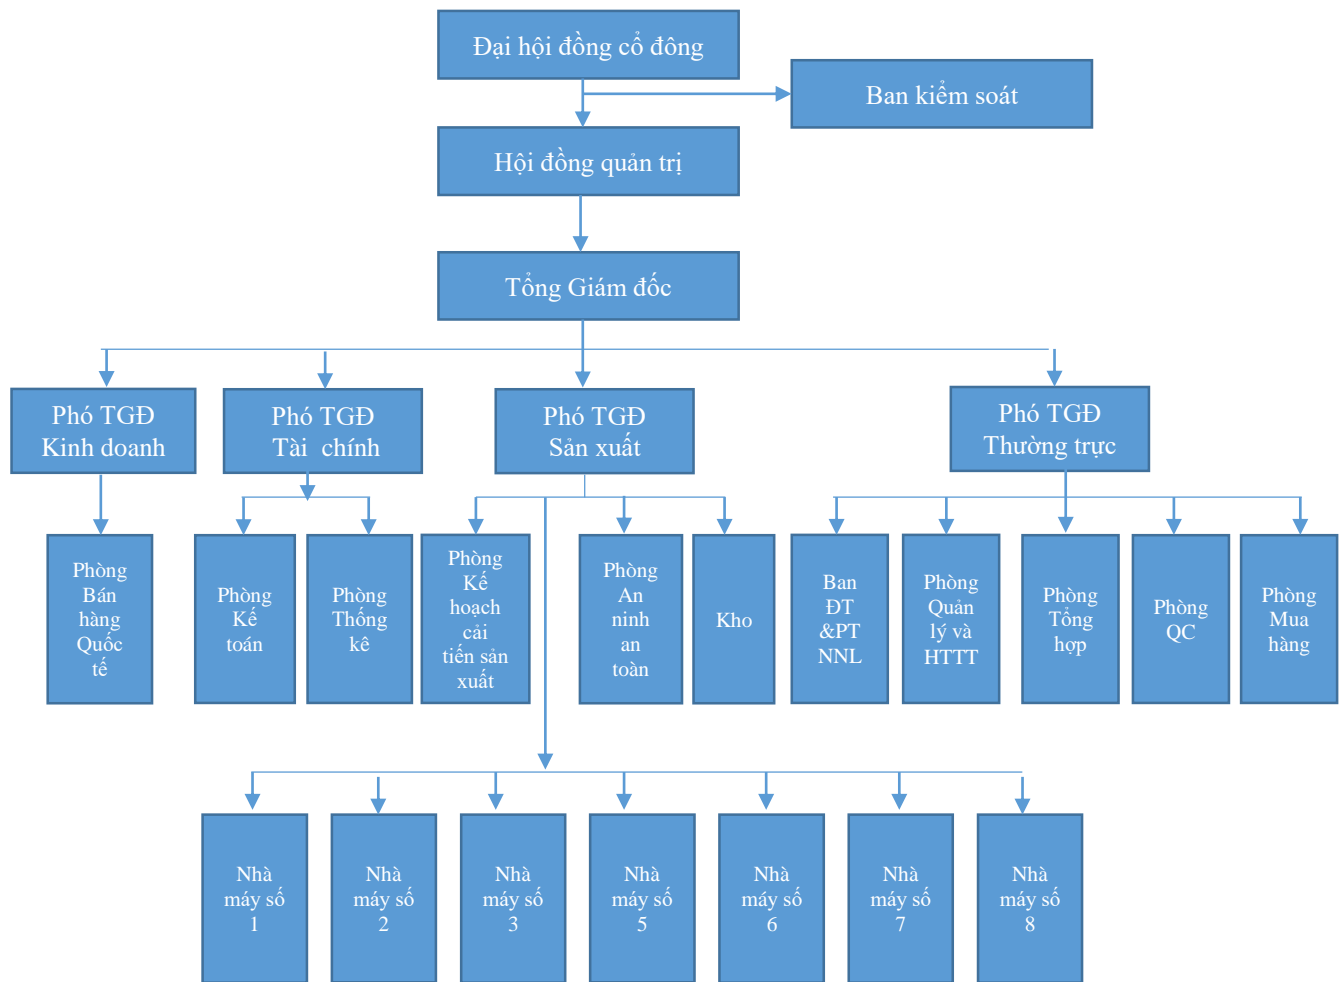 Đại hội đồng cổ đông
Ban kiểm soát
Hội đồng quản trị
Tổng Giám đốc
Phó TGĐ
Kinh doanh
Phó TGĐ
Tài chính
Phó TGĐ
Sản xuất
Phó TGĐ
Thường trực
Phòng
Bán
hàng
Quốc
tế
Phòng
Kế
toán
Phòng
Thống
kê
Phòng
Kế
hoạch
cải
tiến sản
xuất
Phòng
An
ninh
an
toàn
Kho
Ban
ĐT
&PT
NNL
Phòng
Quản
lý và
HTTT
Phòng
Tổng
hợp
Phòng
QC
Phòng
Mua
hàng
Nhà
máy số
1
Nhà
máy số
2
Nhà
máy số
3
Nhà
máy số
5
Nhà
máy số
6
Nhà
máy số
7
Nhà
máy số
8